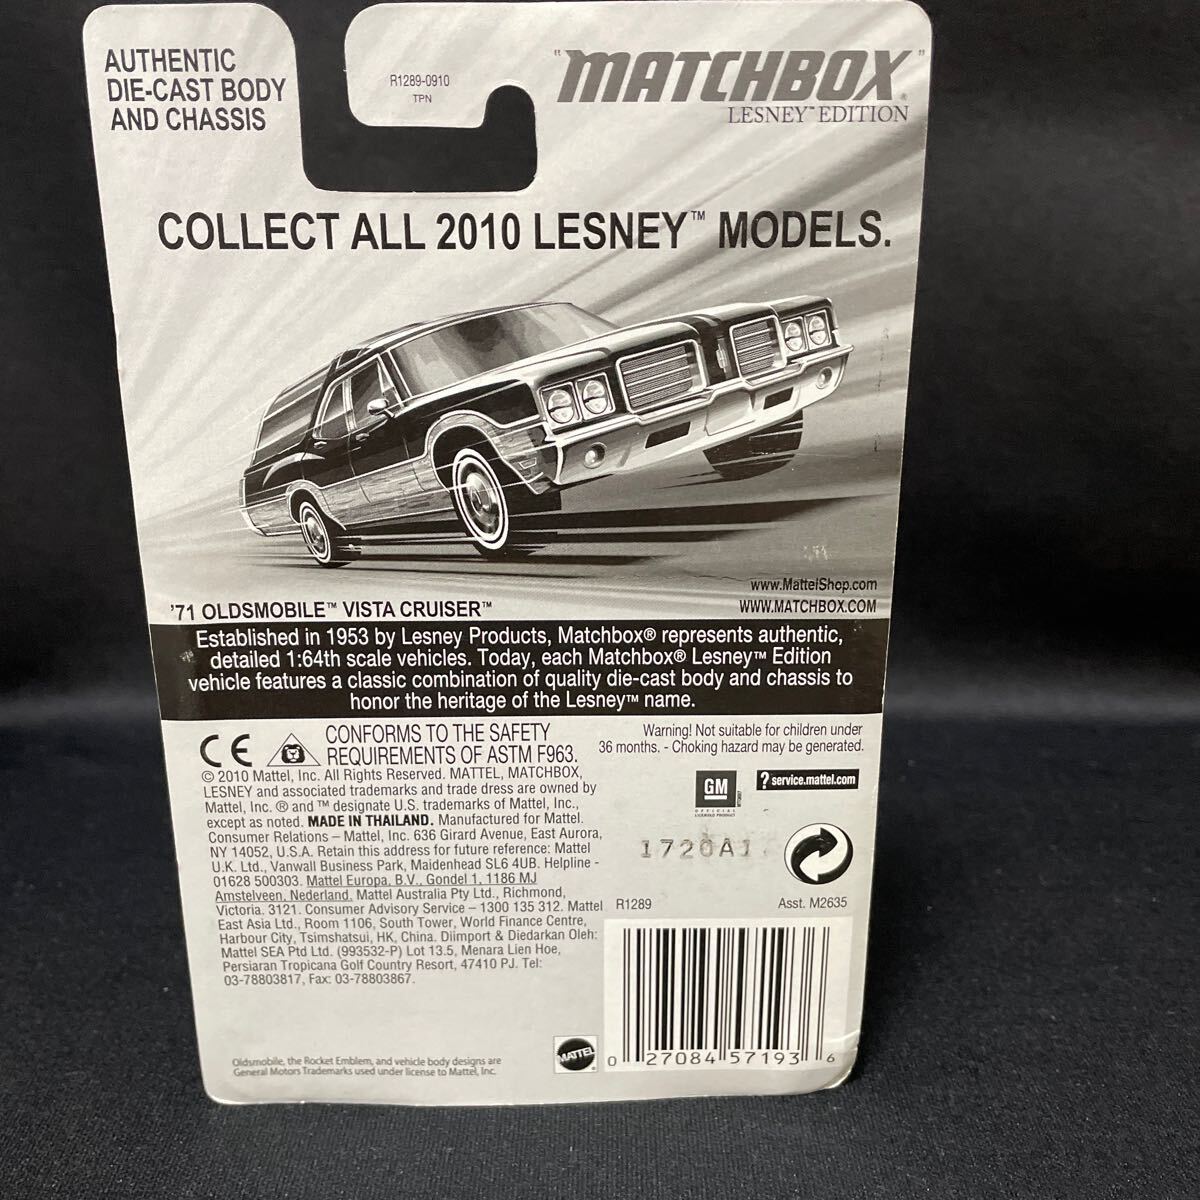 AUTHENTIC
DIE-CAST BODY
AND CHASSIS
R1289-0910
TPN
"MATCHBOX"
LESNEY™ EDITION
COLLECT ALL 2010 LESNEY™ MODELS.
www.MattelShop.com
WWW.MATCHBOX.COM
'71 OLDSMOBILE™ VISTA CRUISER™
Established in 1953 by Lesney Products, Matchbox® represents authentic,
detailed 1:64th scale vehicles. Today, each Matchbox® Lesney™ Edition
vehicle features a classic combination of quality die-cast body and chassis to
honor the heritage of the Lesney™ name.
CE
CONFORMS TO THE SAFETY
REQUIREMENTS OF ASTM F963.
Warning! Not suitable for children under
36 months. - Choking hazard may be generated.
© 2010 Mattel, Inc. All Rights Reserved. MATTEL, MATCHBOX,
LESNEY and associated trademarks and trade dress are owned by
Mattel, Inc. ® and ™ designate U.S. trademarks of Mattel, Inc.,
except as noted. MADE IN THAILAND. Manufactured for Mattel.
Consumer Relations – Mattel, Inc. 636 Girard Avenue, East Aurora,
NY 14052, U.S.A. Retain this address for future reference: Mattel
U.K. Ltd., Vanwall Business Park, Maidenhead SL6 4UB. Helpline -
01628 500303. Mattel Europa, B.V., Gondel 1, 1186 MJ
Amstelveen, Nederland. Mattel Australia Pty Ltd., Richmond,
Victoria. 3121. Consumer Advisory Service – 1300 135 312. Mattel
East Asia Ltd., Room 1106, South Tower, World Finance Centre,
Harbour City, Tsimshatsui, HK, China. Diimport & Diedarkan Oleh:
Mattel SEA Ptd Ltd. (993532-P) Lot 13.5, Menara Lien Hoe,
Persiaran Tropicana Golf Country Resort, 47410 PJ. Tel:
03-78803817, Fax: 03-78803867.
GM
OFFICIAL
LICENSED PRODUCT
? service.mattel.com
1720A1
R1289
Asst. M2635
0 27084 57193 6
MATTEL
Oldsmobile, the Rocket Emblem, and vehicle body designs are
General Motors Trademarks used under license to Mattel, Inc.